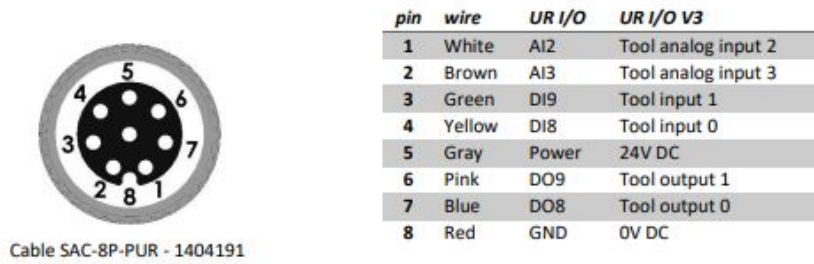 5
4 6
3 7
2 8 1
Cable SAC-8P-PUR - 1404191
pin wire UR I/O UR I/O V3
1 White AI2 Tool analog input 2
2 Brown AI3 Tool analog input 3
3 Green DI9 Tool input 1
4 Yellow DI8 Tool input 0
5 Gray Power 24V DC
6 Pink DO9 Tool output 1
7 Blue DO8 Tool output 0
8 Red GND 0V DC